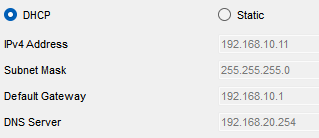 DHCP Static
IPv4 Address 192.168.10.11
Subnet Mask 255.255.255.0
Default Gateway 192.168.10.1
DNS Server 192.168.20.254